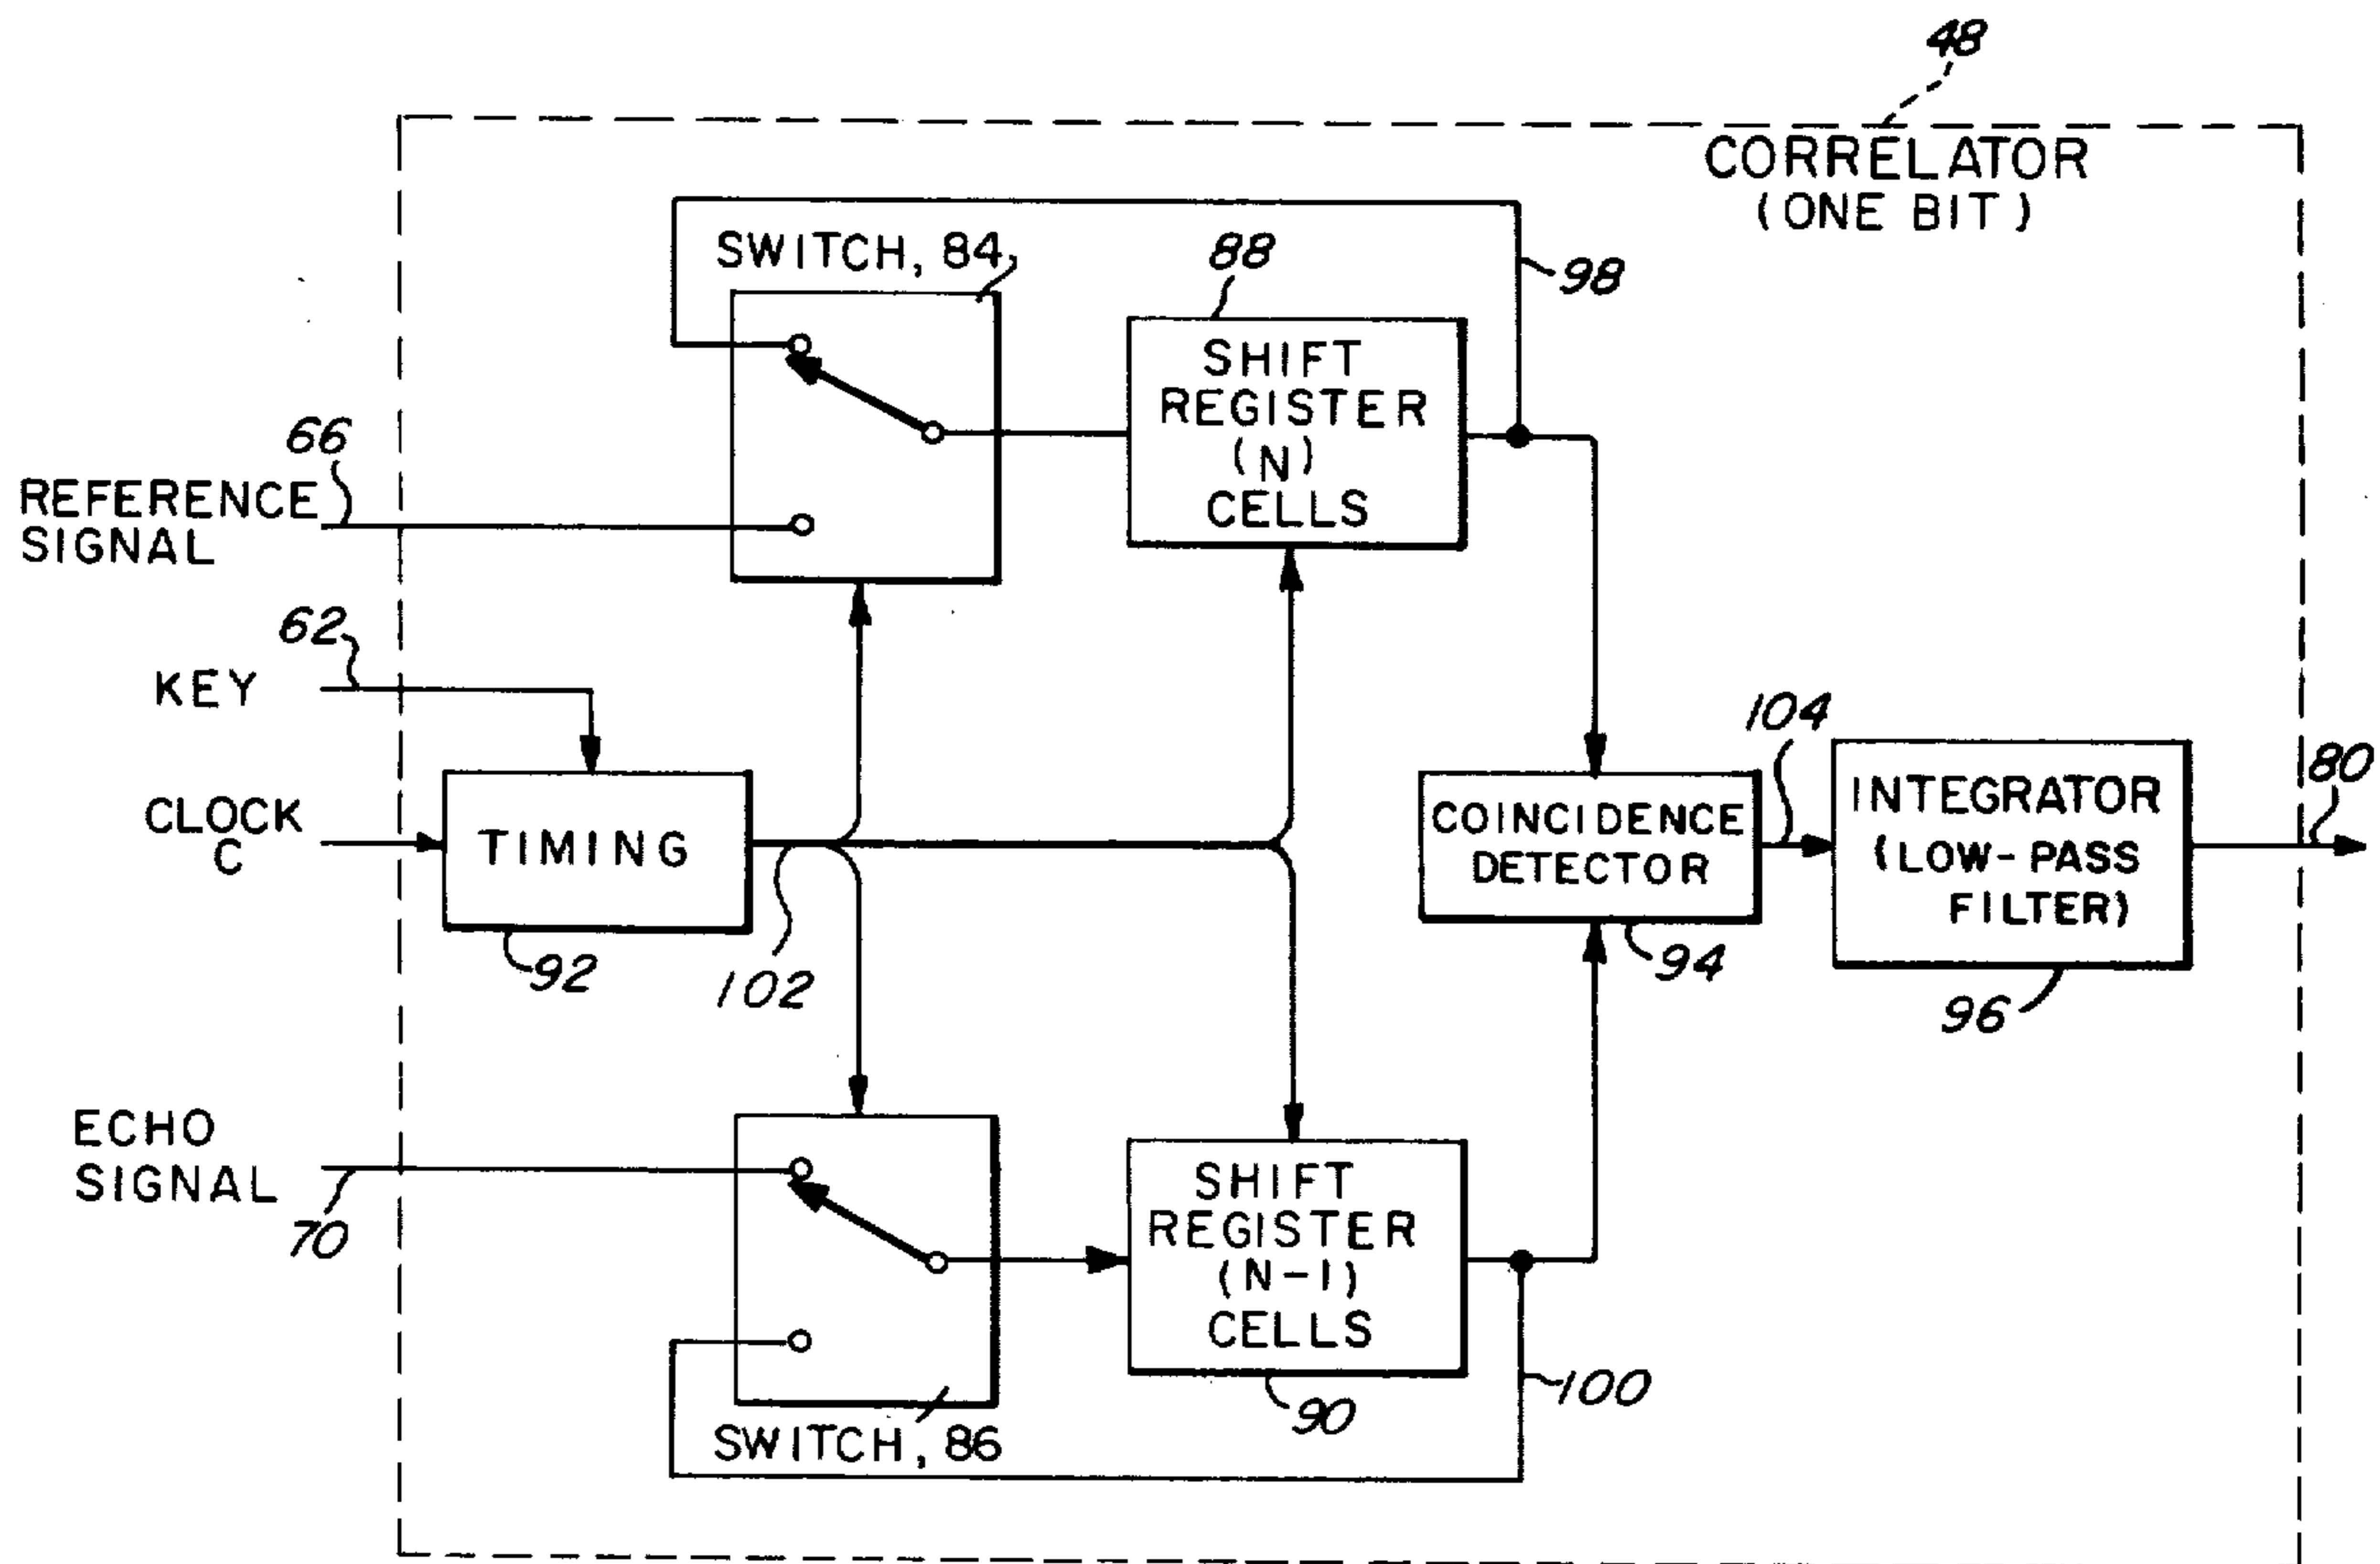 48
CORRELATOR
(ONE BIT)
SWITCH, 84
88
98
SHIFT
REGISTER
(N)
CELLS
66
REFERENCE
SIGNAL
62
KEY
CLOCK
C
TIMING
92
102
COINCIDENCE
DETECTOR
94
104
INTEGRATOR
(LOW-PASS
FILTER)
96
80
ECHO
SIGNAL
70
SHIFT
REGISTER
(N-1)
CELLS
90
100
SWITCH, 86